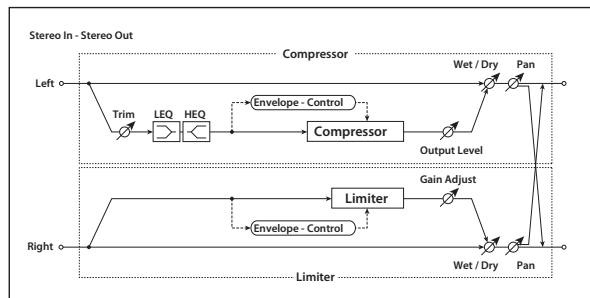 Stereo In - Stereo Out
Compressor
Wet / Dry
Pan
Left
Trim
LEQ
HEQ
Envelope - Control
Compressor
Output Level
Gain Adjust
Limiter
Envelope - Control
Right
Wet / Dry
Pan
Limiter